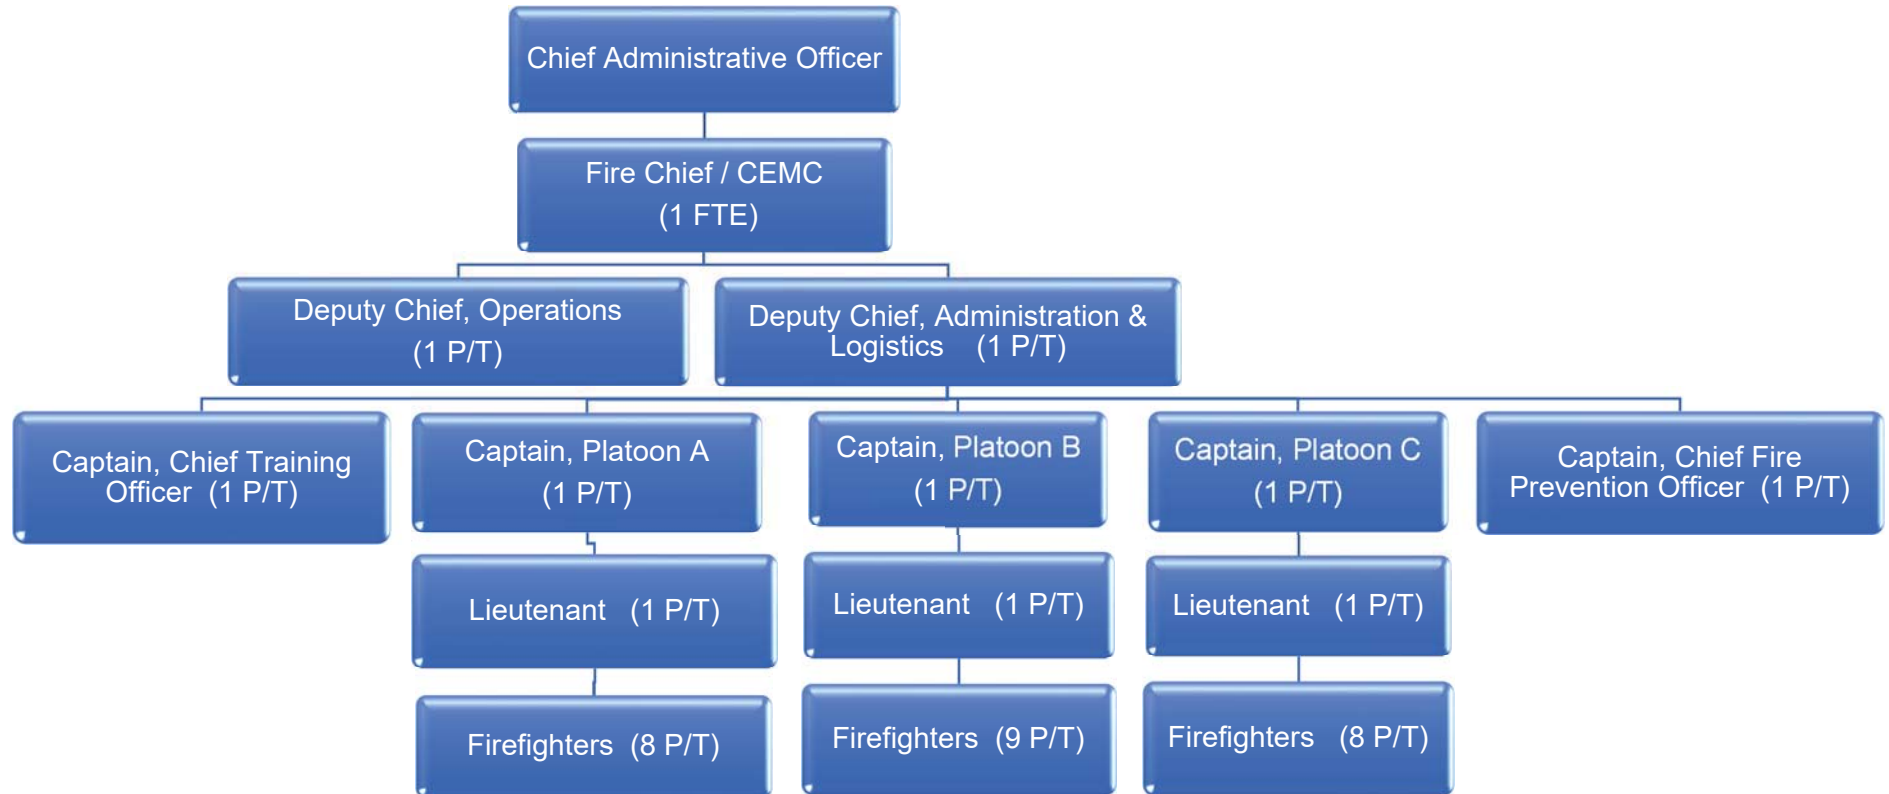 Chief Administrative Officer
Fire Chief / CEMC
(1 FTE)
Deputy Chief, Operations
(1 P/T)
Deputy Chief, Administration &
Logistics (1 P/T)
Captain, Chief Training
Officer (1 P/T)
Captain, Platoon A
(1 P/T)
Captain, Platoon B
(1 P/T)
Captain, Platoon C
(1 P/T)
Captain, Chief Fire
Prevention Officer (1 P/T)
Lieutenant (1 P/T)
Lieutenant (1 P/T)
Lieutenant (1 P/T)
Firefighters (8 P/T)
Firefighters (9 P/T)
Firefighters (8 P/T)